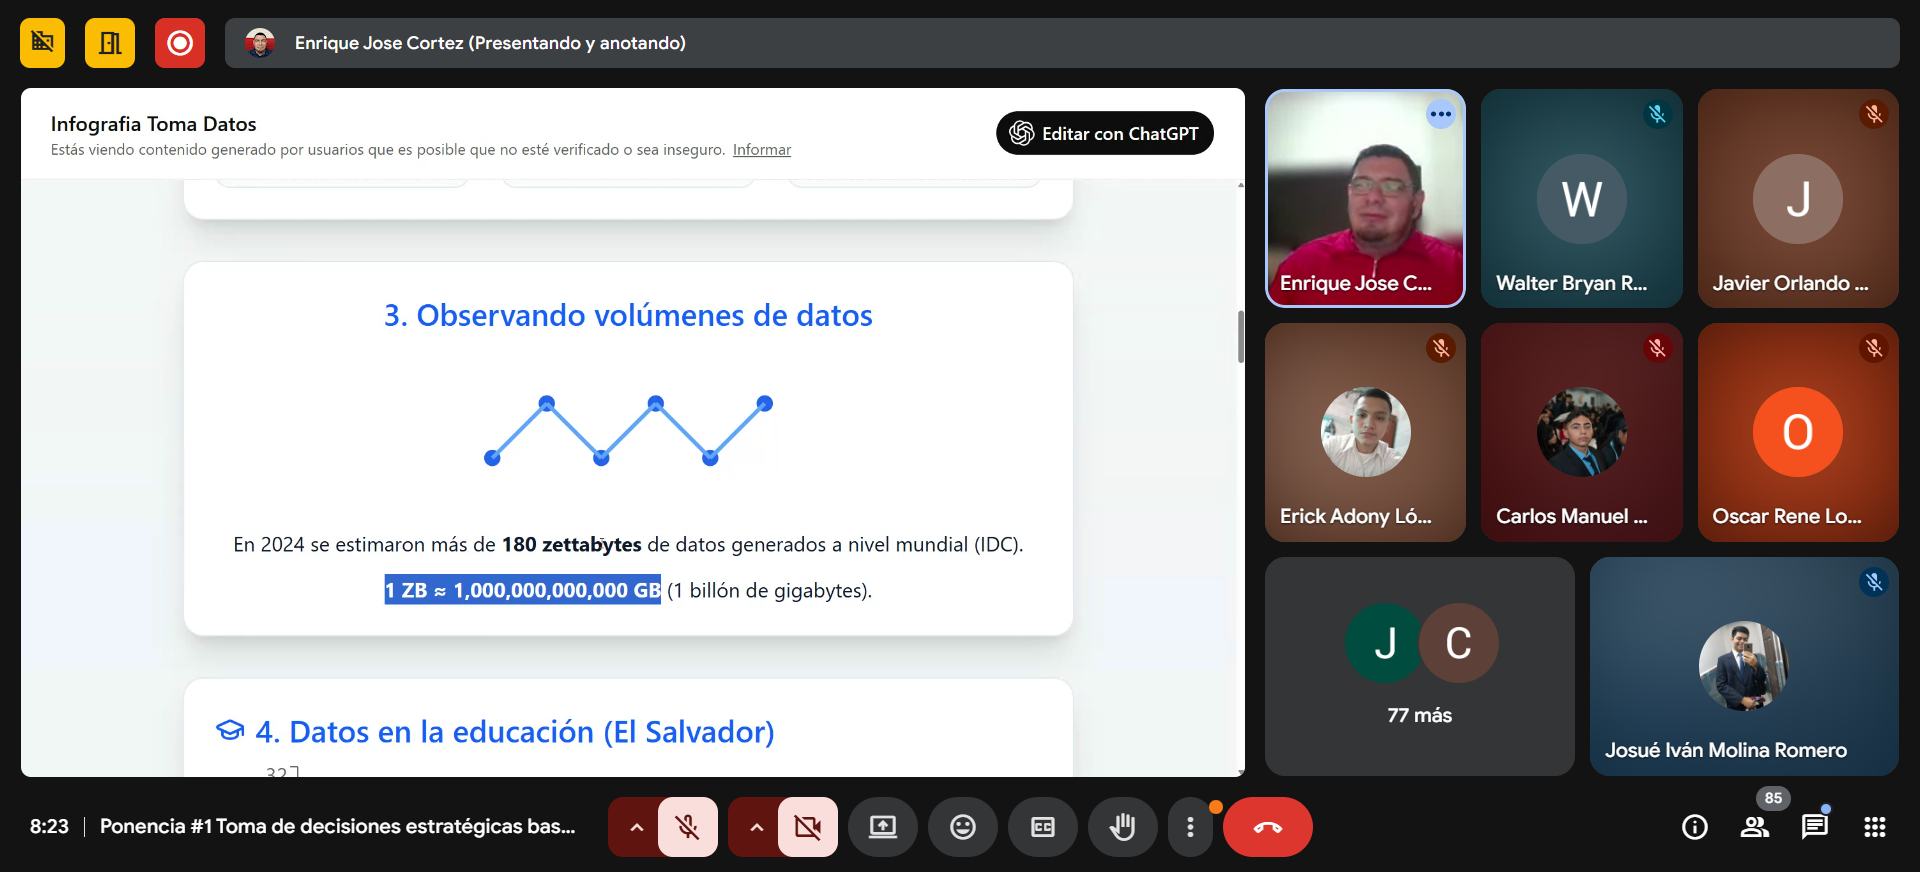 Enrique Jose Cortez (Presentando y anotando)
Infografia Toma Datos
Estás viendo contenido generado por usuarios que es posible que no esté verificado o sea inseguro. Informar
Editar con ChatGPT
3. Observando volúmenes de datos
En 2024 se estimaron más de 180 zettabytes de datos generados a nivel mundial (IDC).
1 ZB ≈ 1,000,000,000,000 GB (1 billón de gigabytes).
4. Datos en la educación (El Salvador)
32
Enrique Jose C...
W
Walter Bryan R...
J
Javier Orlando ...
Erick Adony Ló...
Carlos Manuel ...
O
Oscar Rene Lo...
J C
77 más
Josué Iván Molina Romero
8:23
Ponencia #1 Toma de decisiones estratégicas bas...
CC
85